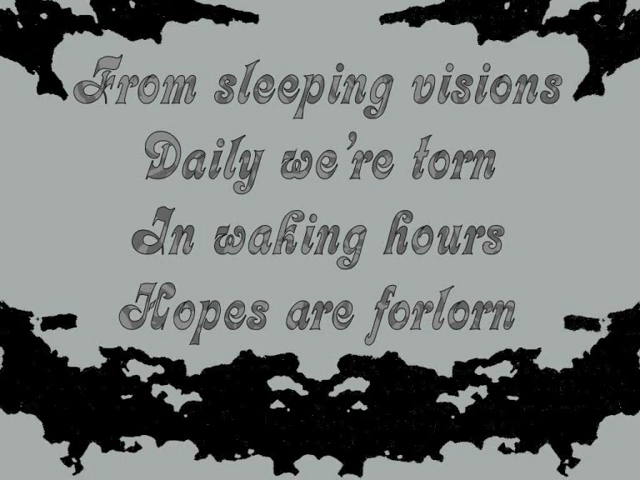 From sleeping visions
Daily we're torn
In waking hours
Hopes are forlorn